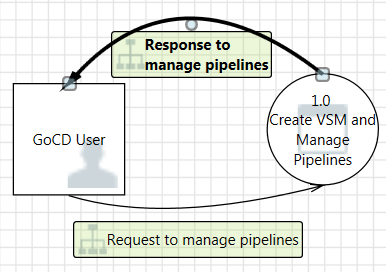 Response to
manage pipelines
GoCD User
1.0
Create VSM and
Manage
Pipelines
Request to manage pipelines